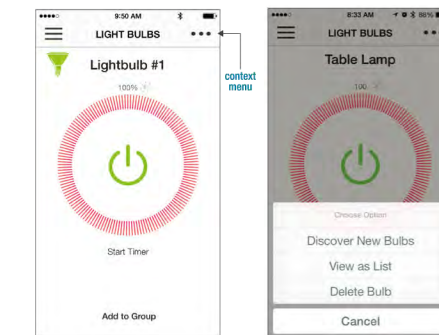 9:50 AM
LIGHT BULBS
Lightbulb #1
100%
Start Timer
Add to Group
context
menu
8:33 AM
86%
LIGHT BULBS
Table Lamp
100
Choose Option
Discover New Bulbs
View as List
Delete Bulb
Cancel